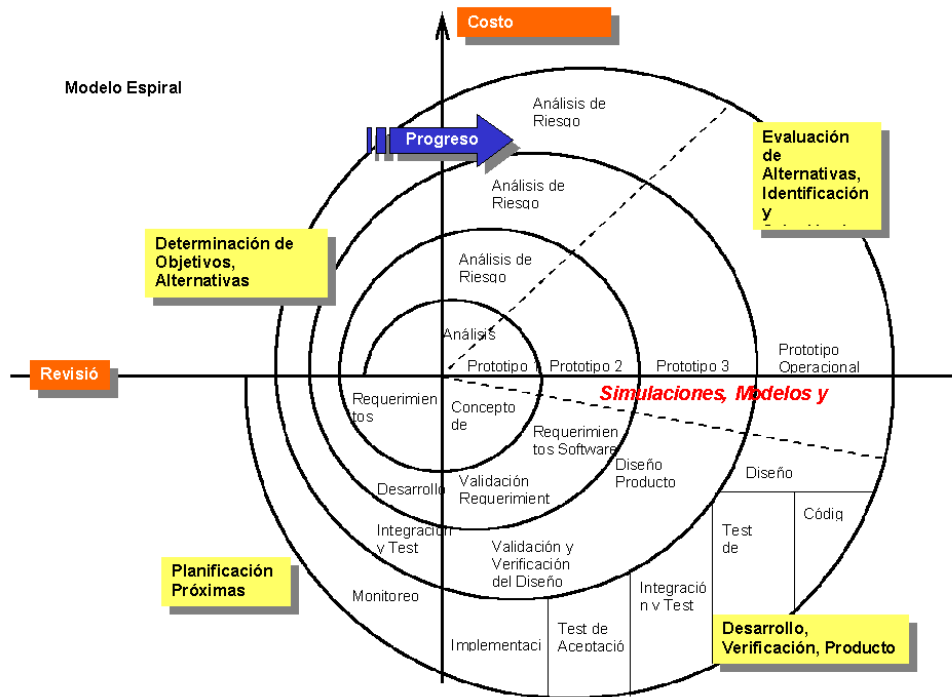 Costo
Modelo Espiral
Análisis de
Riesgo
Progreso
Evaluación
de
Alternativas,
Identificación
y
Análisis de
Riesgo
Determinación de
Objetivos,
Alternativas
Análisis de
Riesgo
Análisis
Prototipo
Prototipo 2
Prototipo 3
Prototipo
Operacional
Revisió
Simulaciones, Modelos y
Requerimien
tos
Concepto
de
Requerimien
tos Software
Diseño
Producto
Diseño
Desarrollo
Validación
Requerimient
Códig
Test
de
Integración
y Test
Validación y
Verificación
del Diseño
Planificación
Próximas
Integració
n y Test
Monitoreo
Implementaci
Test de
Aceptació
Desarrollo,
Verificación, Producto